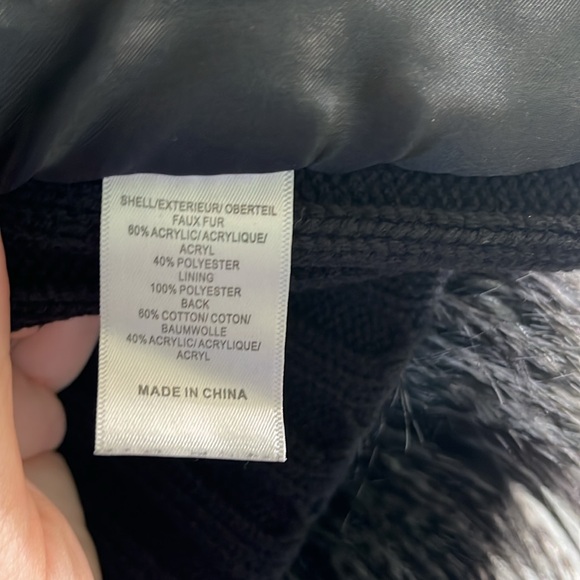 SHELL/EXTERIEUR/OBERTEIL
FAUX FUR
60% ACRYLIC/ACRYLIQUE/
ACRYL
40% POLYESTER
LINING
100% POLYESTER
BACK
60% COTTON/COTON/
BAUMWOLLE
40% ACRYLIC/ACRYLIQUE/
ACRYL
MADE IN CHINA